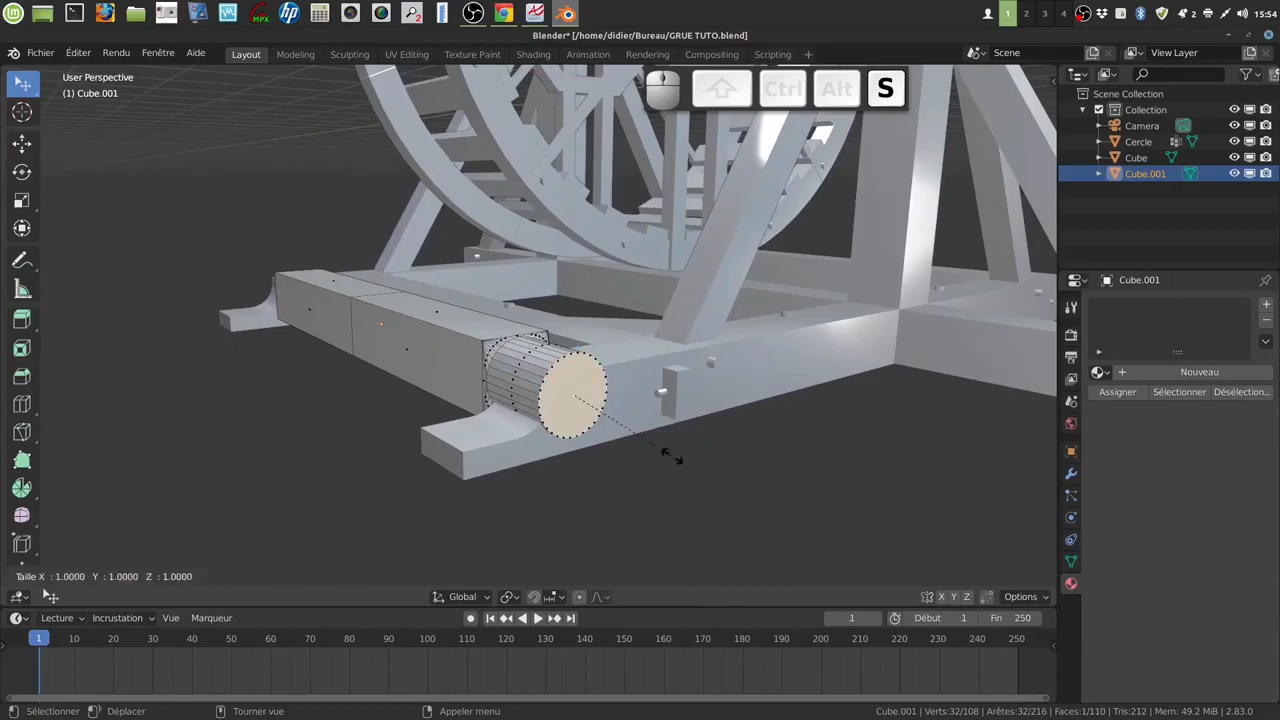 MPX
1 2 3 4
15:34
Blender* [/home/didier/Bureau/GRUE TUTO.blend]
Fichier Éditer Rendu Fenêtre Aide Layout Modeling Sculpting UV Editing Texture Paint Shading Animation Rendering Compositing Scripting + Scene View Layer
User Perspective
(1) Cube.001
Ctrl Alt S
Scene Collection
Collection
Camera
Cercle
Cube
Cube.001
Cube.001
Nouveau
Assigner Sélectionner Désélection...
Taille X : 1.0000 Y : 1.0000 Z : 1.0000
Global X Y Z Options
Lecture Incrustation Vue Marqueur 1 Début 1 Fin 250
1 10 20 30 40 50 60 70 80 90 100 110 120 130 140 150 160 170 180 190 200 210 220 230 240 250
Sélectionner Déplacer Tourner vue Appeler menu Cube.001 | Verts:32/108 | Arêtes:32/216 | Faces:1/110 | Tris:212 | Mem: 49.2 MiB | 2.83.0